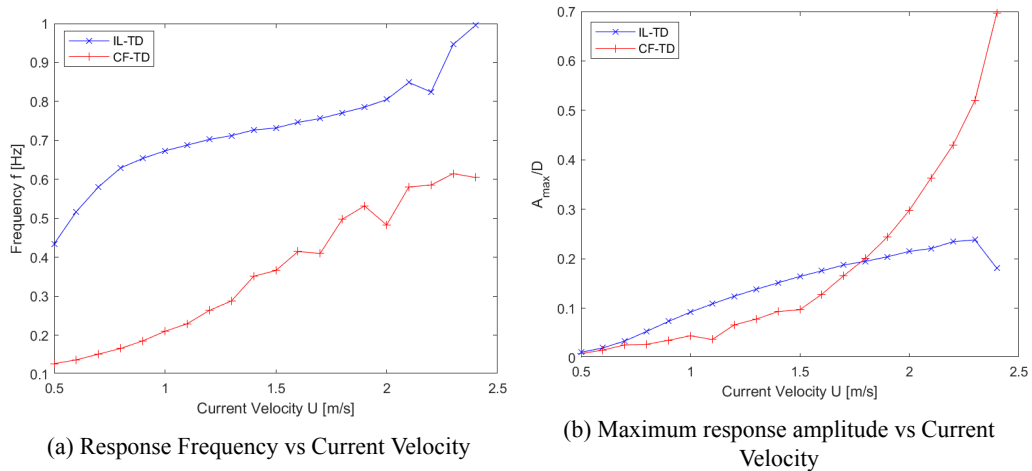 1
0.9
0.8
0.7
0.6
0.5
0.4
0.3
0.2
0.1
Frequency f [Hz]
IL-TD
CF-TD
0.5 1 1.5 2 2.5
Current Velocity U [m/s]
(a) Response Frequency vs Current Velocity
0.7
0.6
0.5
0.4
0.3
0.2
0.1
0
A_max/D
IL-TD
CF-TD
0.5 1 1.5 2 2.5
Current Velocity U [m/s]
(b) Maximum response amplitude vs Current
Velocity